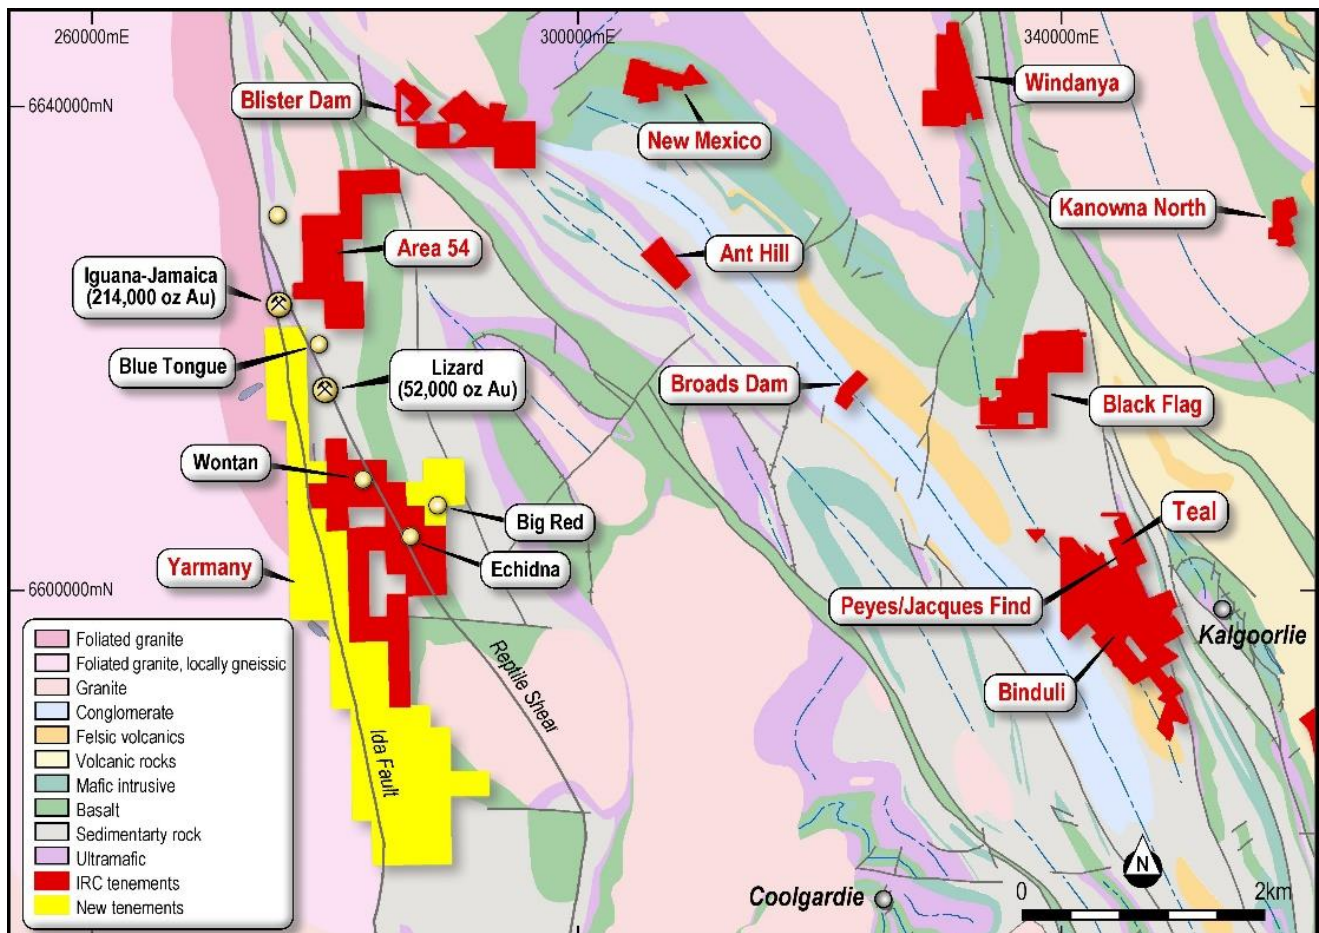 260000mE
300000mE
340000mE
6640000mN
6600000mN
Blister Dam
New Mexico
Windanya
Kanowna North
Area 54
Ant Hill
Iguana-Jamaica
(214,000 oz Au)
Blue Tongue
Lizard
(52,000 oz Au)
Broads Dam
Black Flag
Wontan
Big Red
Echidna
Yarmany
Teal
Peyes/Jacques Find
Kalgoorlie
Binduli
Reptile Shear
Ida Fault
Coolgardie
Foliated granite
Foliated granite, locally gneissic
Granite
Conglomerate
Felsic volcanics
Volcanic rocks
Mafic intrusive
Basalt
Sedimentarty rock
Ultramafic
IRC tenements
New tenements
N
0
2km